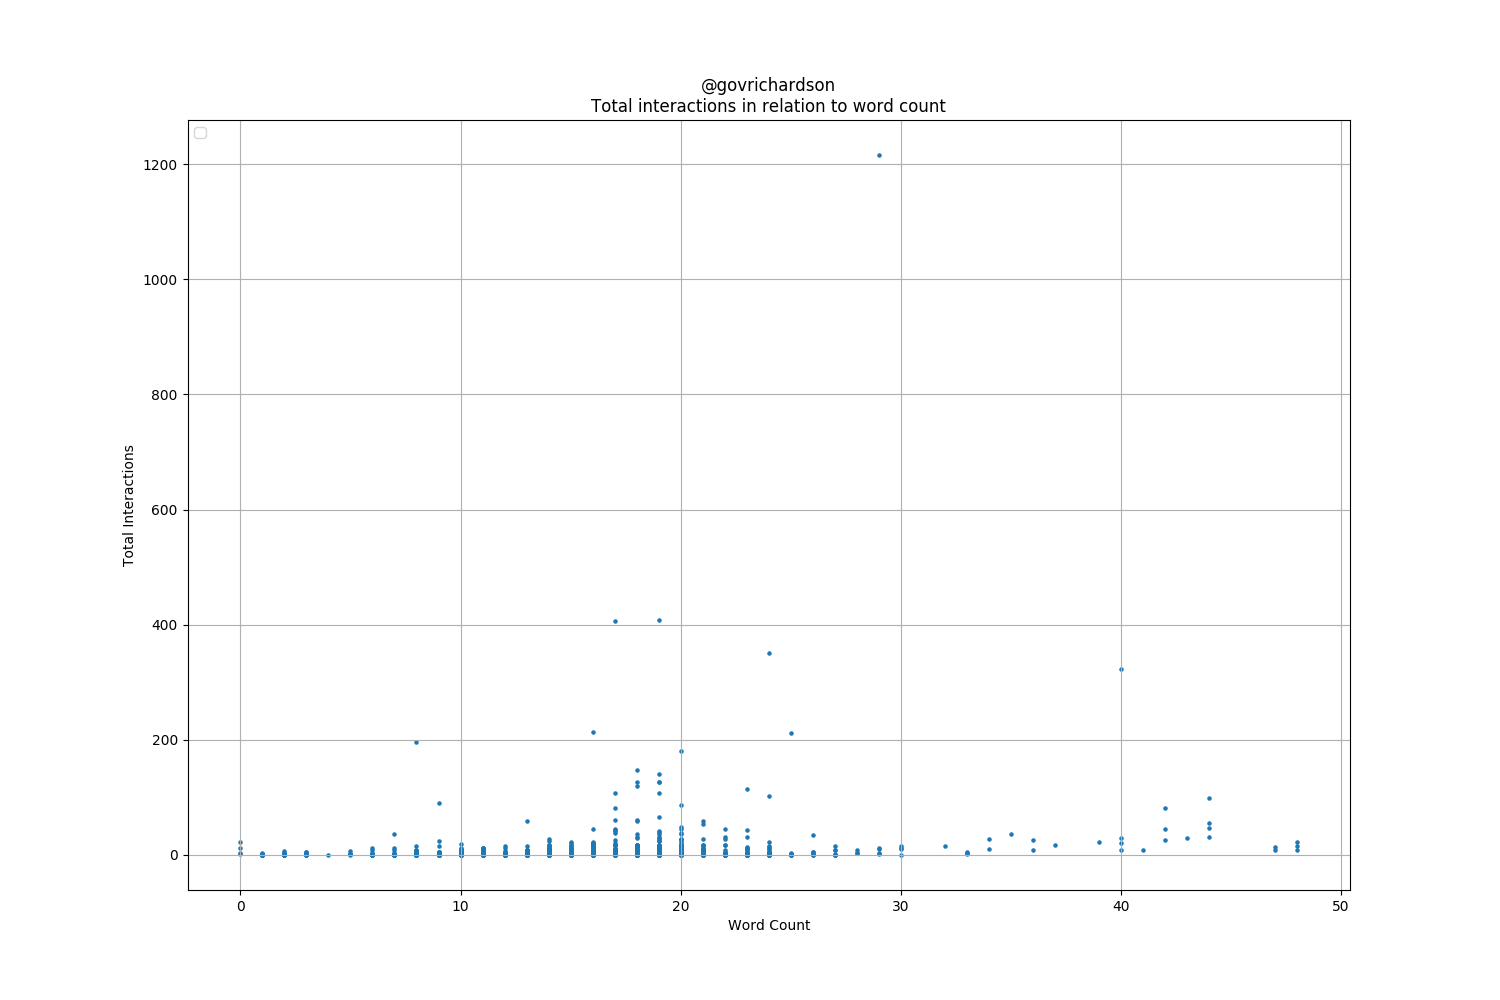 @govrichardson
Total interactions in relation to word count
1200
1000
800
600
400
200
0
Total Interactions
0 10 20 30 40 50
Word Count